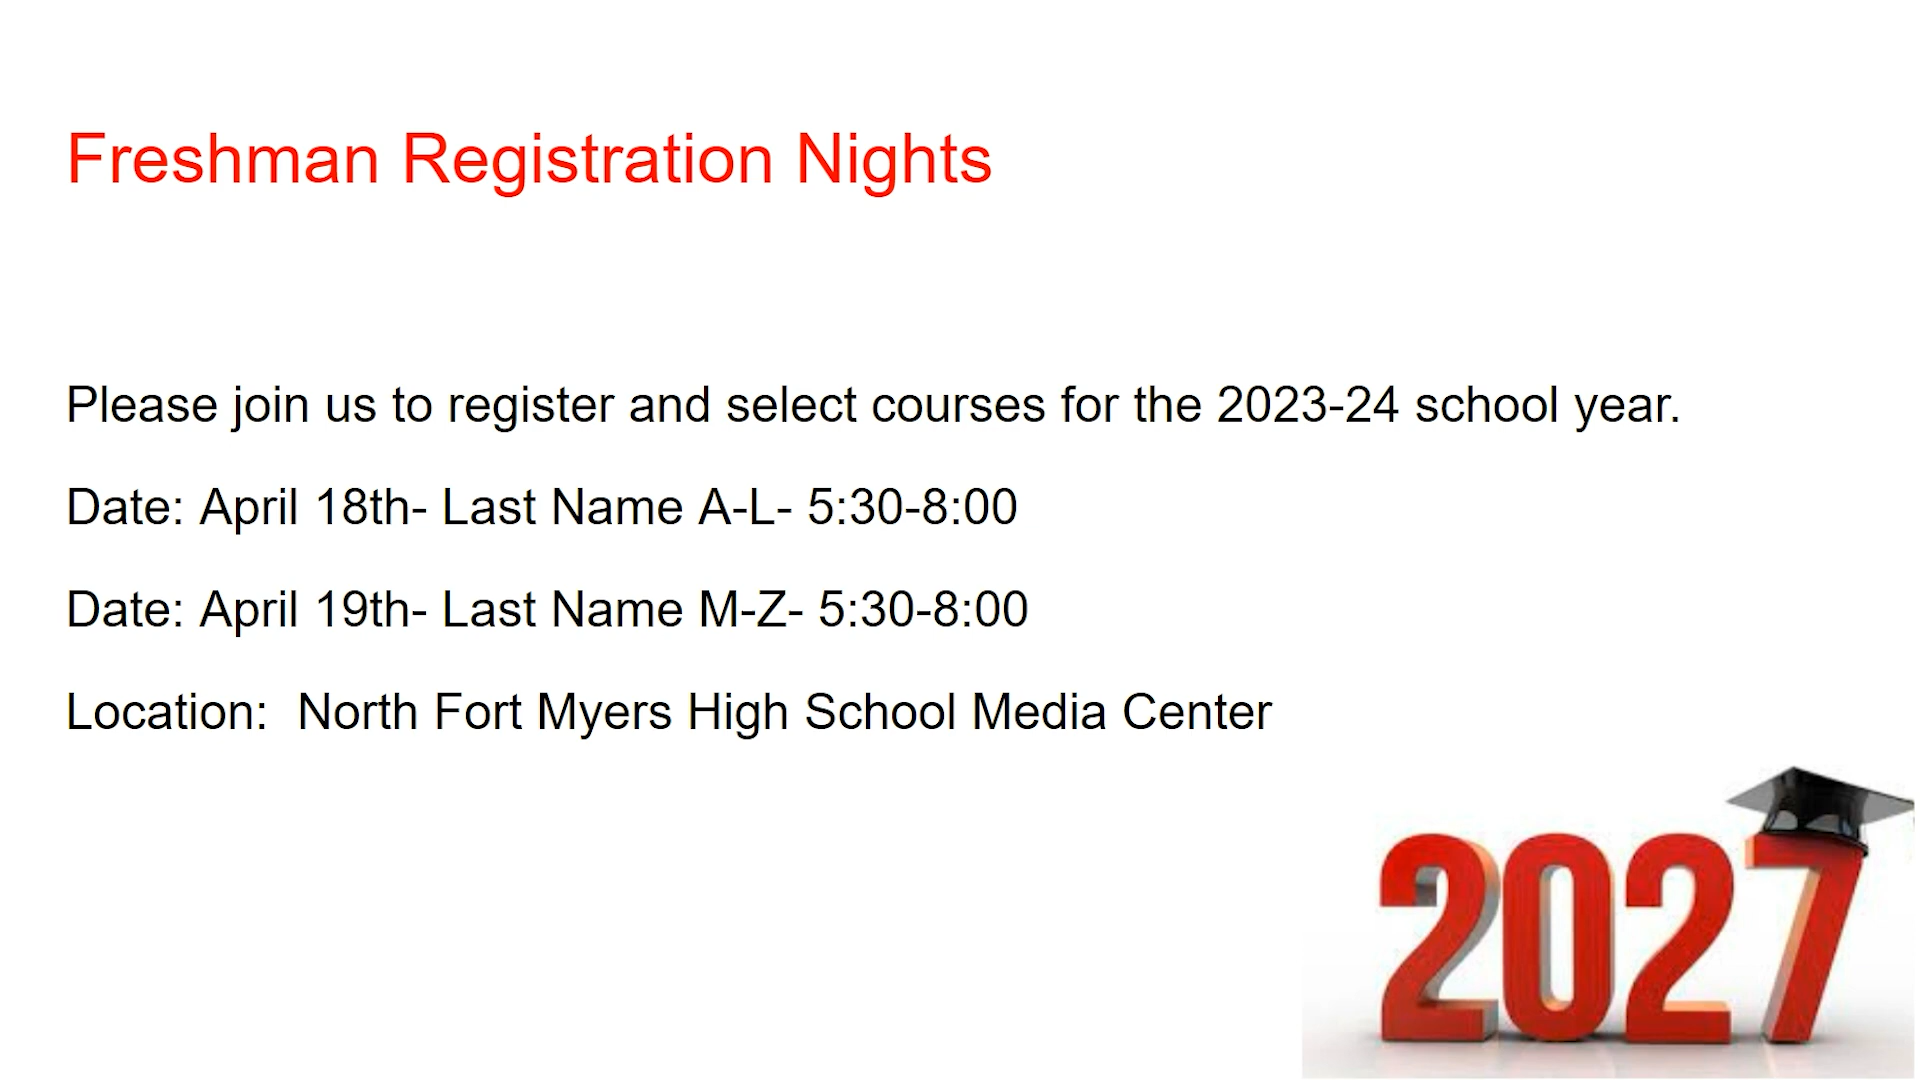 Freshman Registration Nights
Please join us to register and select courses for the 2023-24 school year.
Date: April 18th- Last Name A-L- 5:30-8:00
Date: April 19th- Last Name M-Z- 5:30-8:00
Location:  North Fort Myers High School Media Center
2027